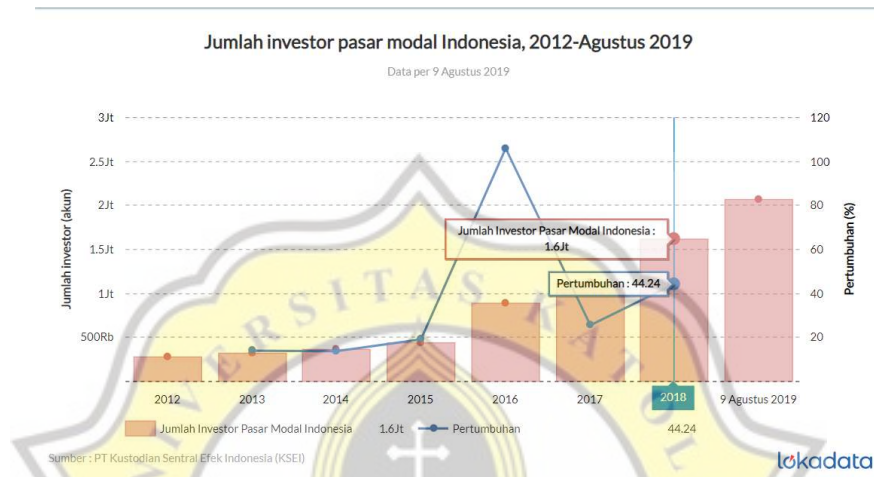 Jumlah investor pasar modal Indonesia, 2012-Agustus 2019
Data per 9 Agustus 2019
3Jt
2.5Jt
2Jt
1.5Jt
1Jt
500Rb
Jumlah investor (akun)
120
100
80
60
40
20
Pertumbuhan (%)
Jumlah Investor Pasar Modal Indonesia :
1.6Jt
Pertumbuhan : 44.24
2012 2013 2014 2015 2016 2017 2018 9 Agustus 2019
Jumlah Investor Pasar Modal Indonesia 1.6Jt Pertumbuhan 44.24
Sumber : PT Kustodian Sentral Efek Indonesia (KSEI)
lokadata